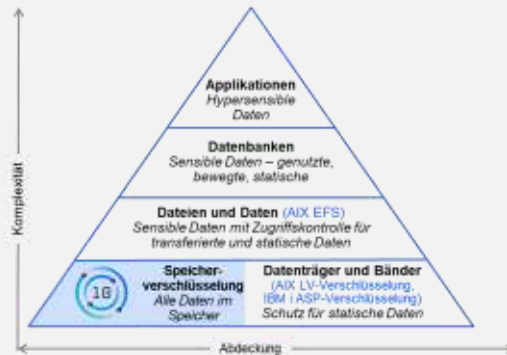 Applikationen
Hypersensible
Daten
Datenbanken
Sensible Daten – genutzte,
bewegte, statische
Dateien und Daten (AIX EFS)
Sensible Daten mit Zugriffskontrolle für
transferierte und statische Daten
Speicher-
verschlüsselung
Alle Daten im
Speicher
10
Datenträger und Bänder
(AIX LV-Verschlüsselung,
IBM i ASP-Verschlüsselung)
Schutz für statische Daten
Komplexität
Abdeckung